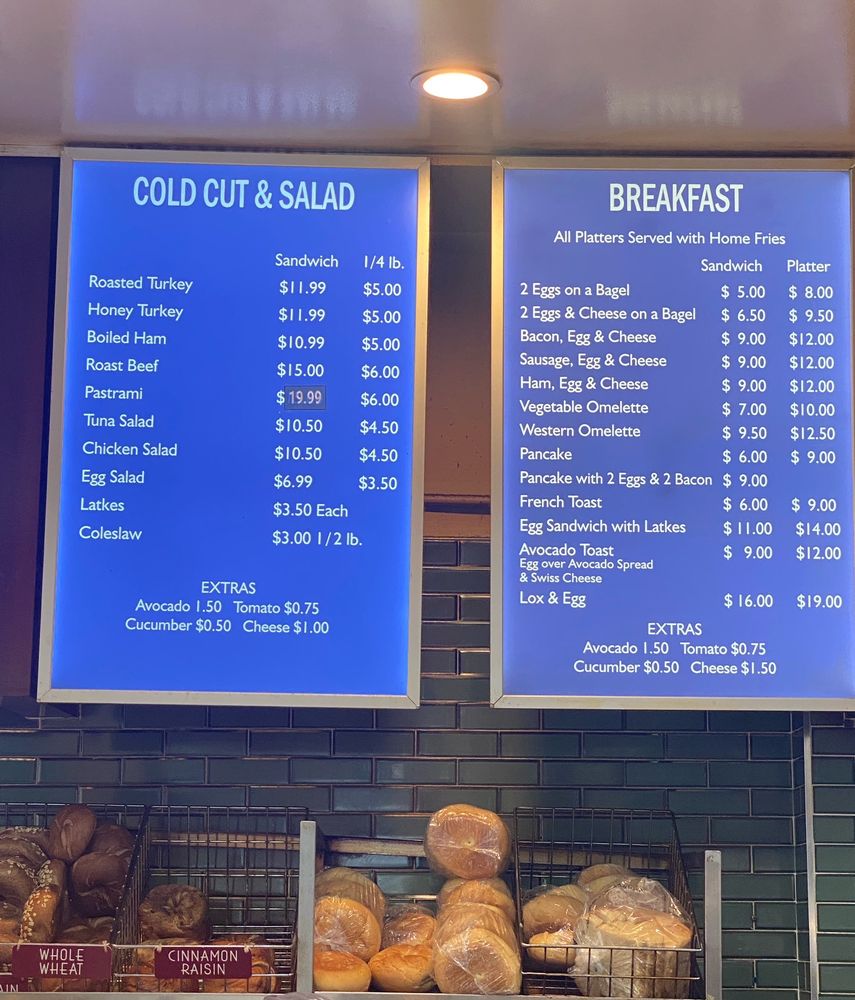 COLD CUT & SALAD
Sandwich 1/4 lb.
Roasted Turkey $11.99 $5.00
Honey Turkey $11.99 $5.00
Boiled Ham $10.99 $5.00
Roast Beef $15.00 $6.00
Pastrami $19.99 $6.00
Tuna Salad $10.50 $4.50
Chicken Salad $10.50 $4.50
Egg Salad $6.99 $3.50
Latkes $3.50 Each
Coleslaw $3.00 1/2 lb.
EXTRAS
Avocado 1.50 Tomato $0.75
Cucumber $0.50 Cheese $1.00
BREAKFAST
All Platters Served with Home Fries
Sandwich Platter
2 Eggs on a Bagel $ 5.00 $ 8.00
2 Eggs & Cheese on a Bagel $ 6.50 $ 9.50
Bacon, Egg & Cheese $ 9.00 $12.00
Sausage, Egg & Cheese $ 9.00 $12.00
Ham, Egg & Cheese $ 9.00 $12.00
Vegetable Omelette $ 7.00 $10.00
Western Omelette $ 9.50 $12.50
Pancake $ 6.00 $ 9.00
Pancake with 2 Eggs & 2 Bacon $ 9.00
French Toast $ 6.00 $ 9.00
Egg Sandwich with Latkes $ 11.00 $14.00
Avocado Toast $ 9.00 $12.00
Egg over Avocado Spread
& Swiss Cheese
Lox & Egg $ 16.00 $19.00
EXTRAS
Avocado 1.50 Tomato $0.75
Cucumber $0.50 Cheese $1.50
WHOLE
WHEAT
CINNAMON
RAISIN